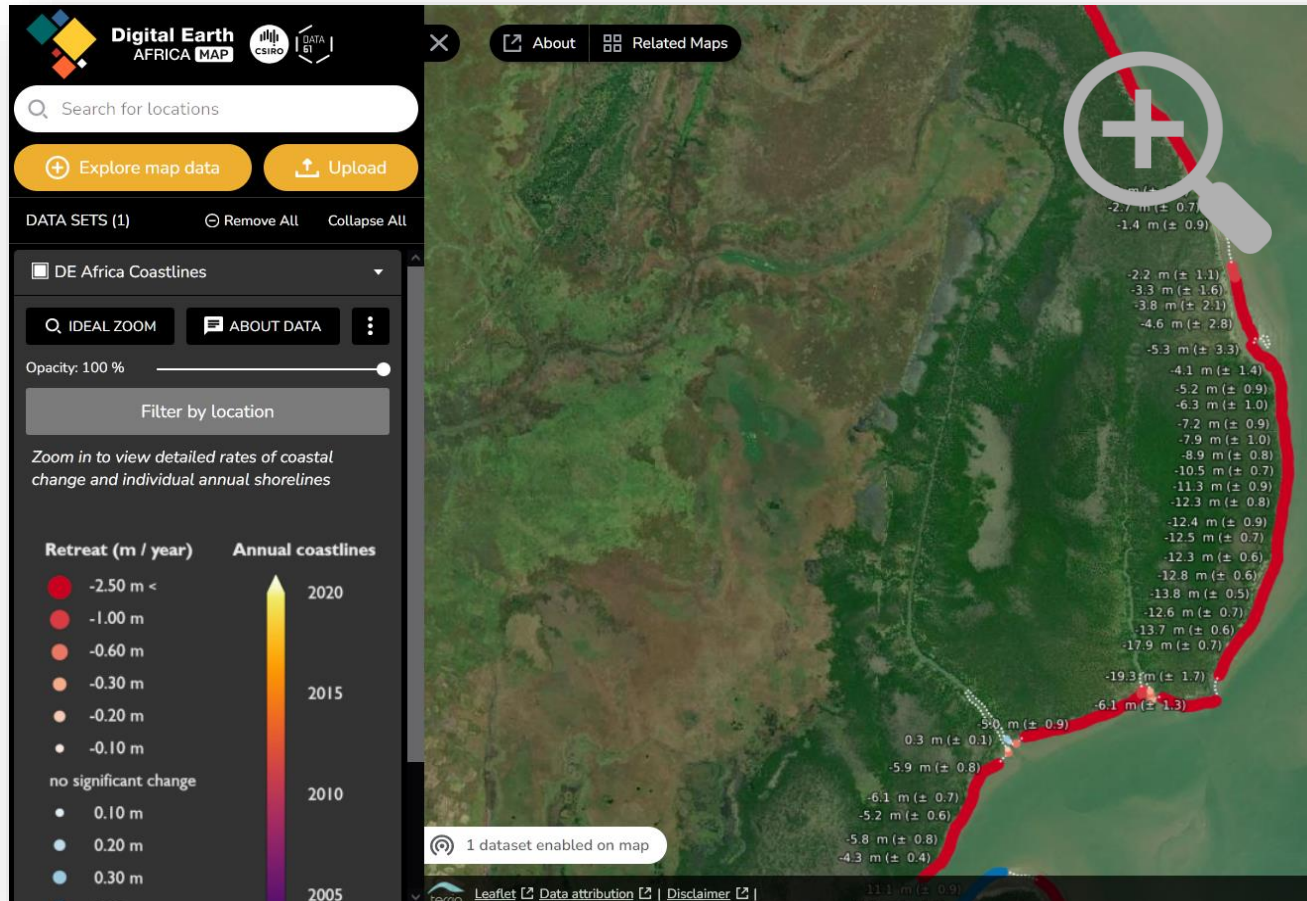 Digital Earth
AFRICA MAP
CSIRO
DATA
61
About
Related Maps
Search for locations
Explore map data
Upload
DATA SETS (1)
Remove All
Collapse All
DE Africa Coastlines
IDEAL ZOOM
ABOUT DATA
Opacity: 100 %
Filter by location
Zoom in to view detailed rates of coastal
change and individual annual shorelines
Retreat (m / year)
-2.50 m <
-1.00 m
-0.60 m
-0.30 m
-0.20 m
-0.10 m
no significant change
0.10 m
0.20 m
0.30 m
Annual coastlines
2020
2015
2010
2005
-2.7 m (± 0.7)
-1.4 m (± 0.9)
-2.2 m (± 1.1)
-3.3 m (± 1.6)
-3.8 m (± 2.1)
-4.6 m (± 2.8)
-5.3 m (± 3.3)
-4.1 m (± 1.4)
-5.2 m (± 0.9)
-6.3 m (± 1.0)
-7.2 m (± 0.9)
-7.9 m (± 1.0)
-8.9 m (± 0.8)
-10.5 m (± 0.7)
-11.3 m (± 0.9)
-12.3 m (± 0.8)
-12.4 m (± 0.9)
-12.5 m (± 0.7)
-12.3 m (± 0.6)
-12.8 m (± 0.6)
-13.8 m (± 0.5)
-12.6 m (± 0.7)
-13.7 m (± 0.6)
-17.9 m (± 0.7)
-19.3 m (± 1.7)
-6.1 m (± 1.3)
-5.0 m (± 0.9)
0.3 m (± 0.1)
-5.9 m (± 0.8)
-6.1 m (± 0.7)
-5.2 m (± 0.6)
-5.8 m (± 0.8)
-4.3 m (± 0.4)
11.1 m (± 0.9)
1 dataset enabled on map
Leaflet Data attribution | Disclaimer |